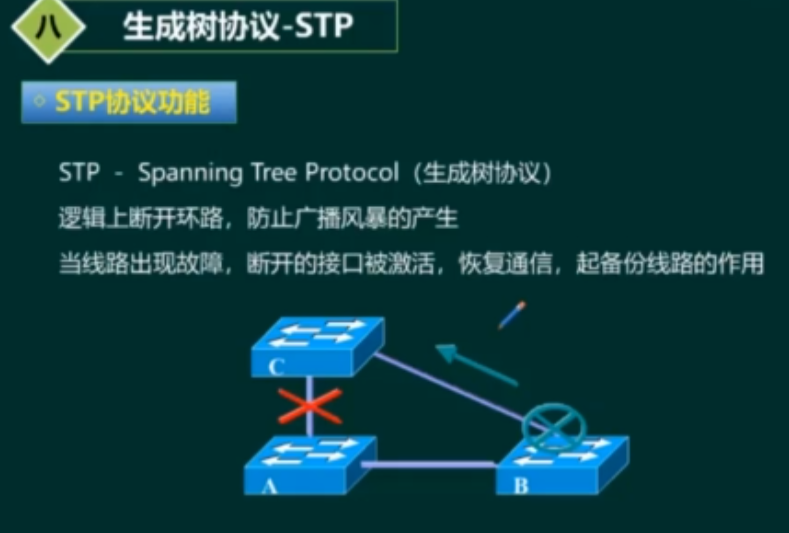 八
生成树协议-STP
STP协议功能
STP - Spanning Tree Protocol（生成树协议）
逻辑上断开环路，防止广播风暴的产生
当线路出现故障，断开的接口被激活，恢复通信，起备份线路的作用
C
A
B